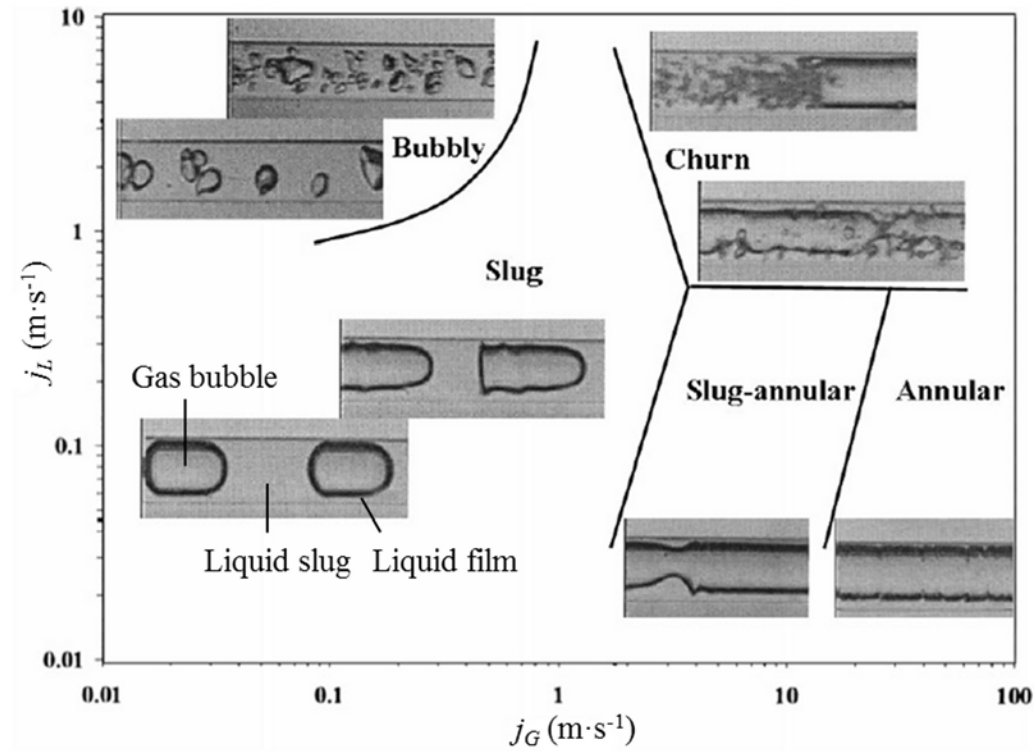 10
Bubbly
Churn
1
Slug
j_L (m·s⁻¹)
Gas bubble
Slug-annular
Annular
0.1
Liquid slug
Liquid film
0.01
0.01
0.1
1
10
100
j_G (m·s⁻¹)